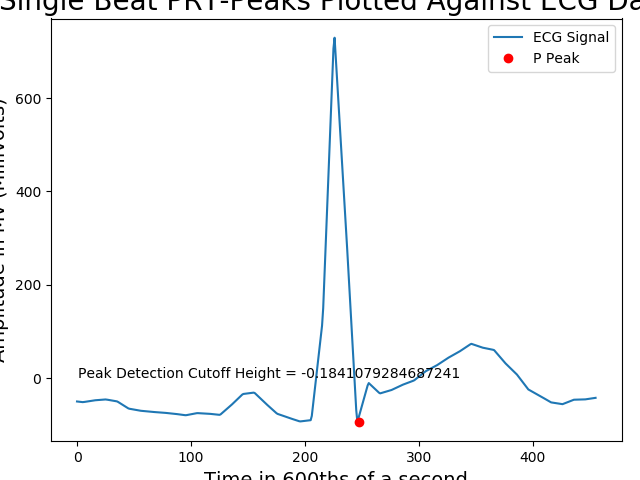 Single Beat PRT-Peaks Plotted Against ECG Da
ECG Signal
P Peak
Amplitude in MV (Millivolts)
600
400
200
0
Peak Detection Cutoff Height = -0.1841079284687241
0 100 200 300 400
Time in 600ths of a second